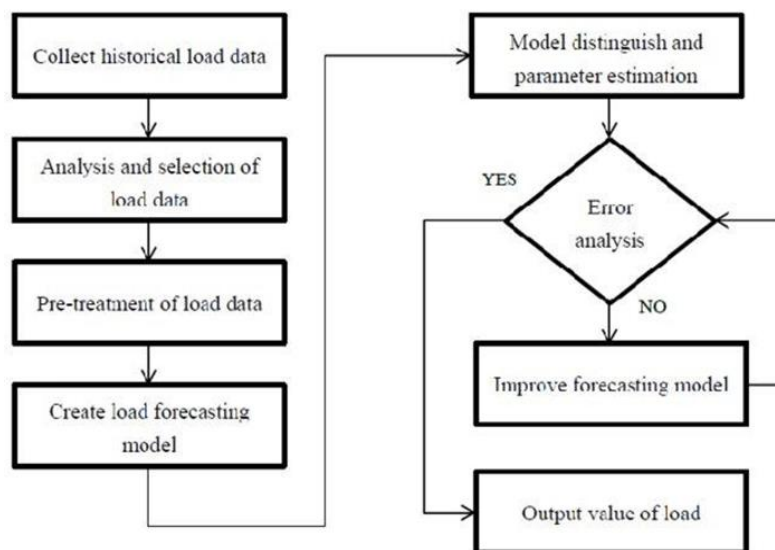 Collect historical load data
Analysis and selection of
load data
Pre-treatment of load data
Create load forecasting
model
Model distinguish and
parameter estimation
YES
Error
analysis
NO
Improve forecasting model
Output value of load